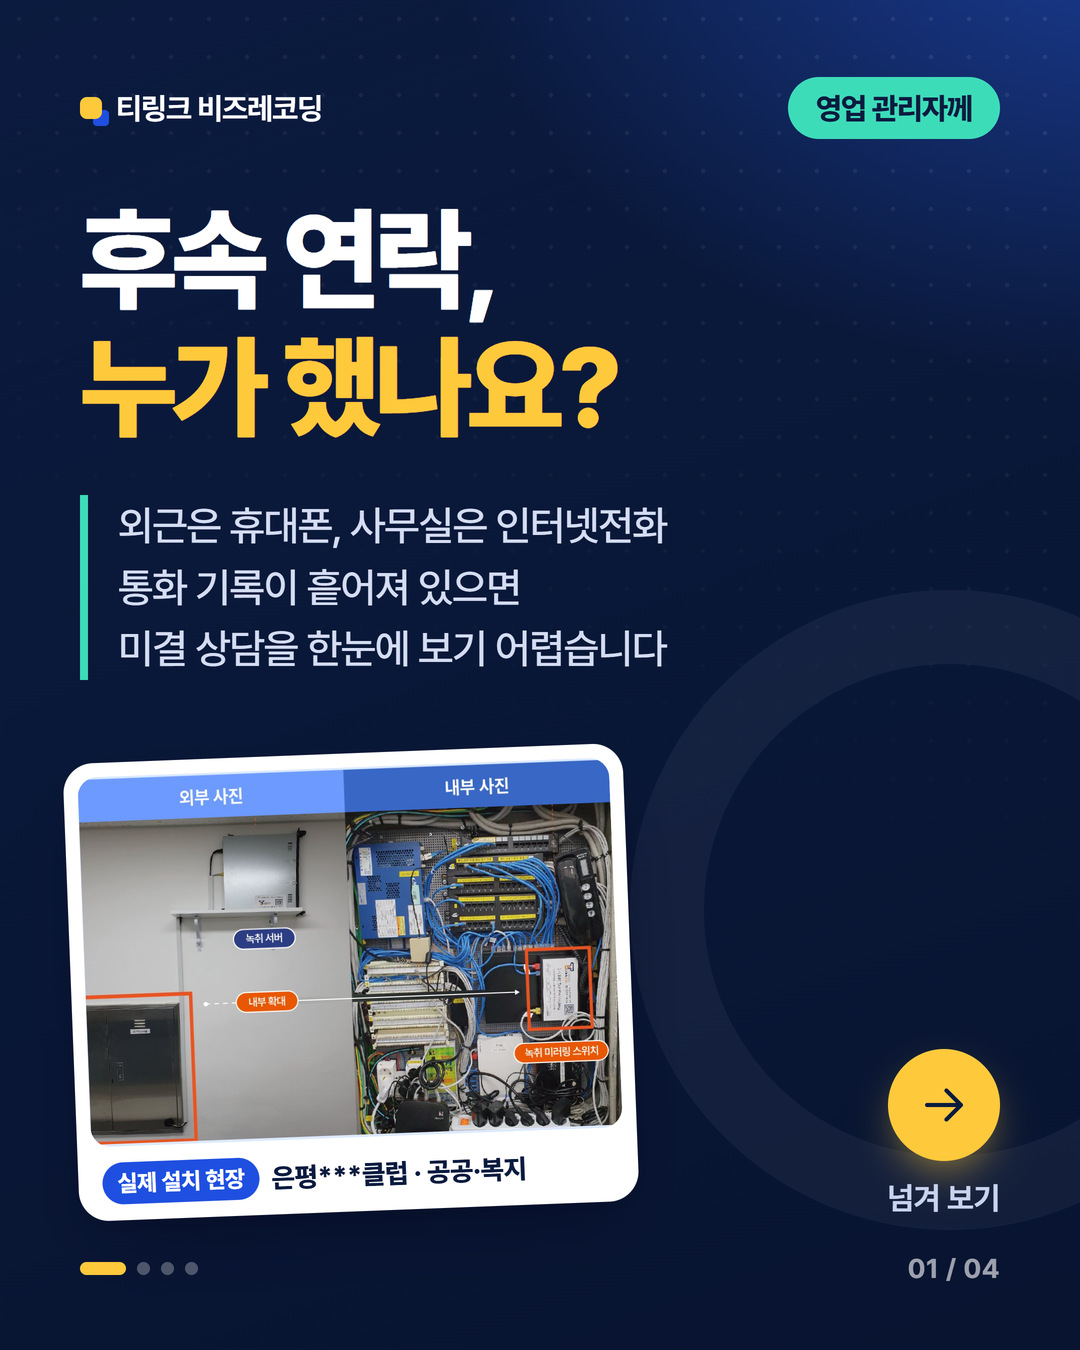 티링크 비즈레코딩
영업 관리자께
후속 연락,
누가 했나요?
외근은 휴대폰, 사무실은 인터넷전화
통화 기록이 흩어져 있으면
미결 상담을 한눈에 보기 어렵습니다
외부 사진
내부 사진
녹취 서버
내부 확대
녹취 미러링 스위치
실제 설치 현장
은평***클럽 · 공공·복지
넘겨 보기
01 / 04